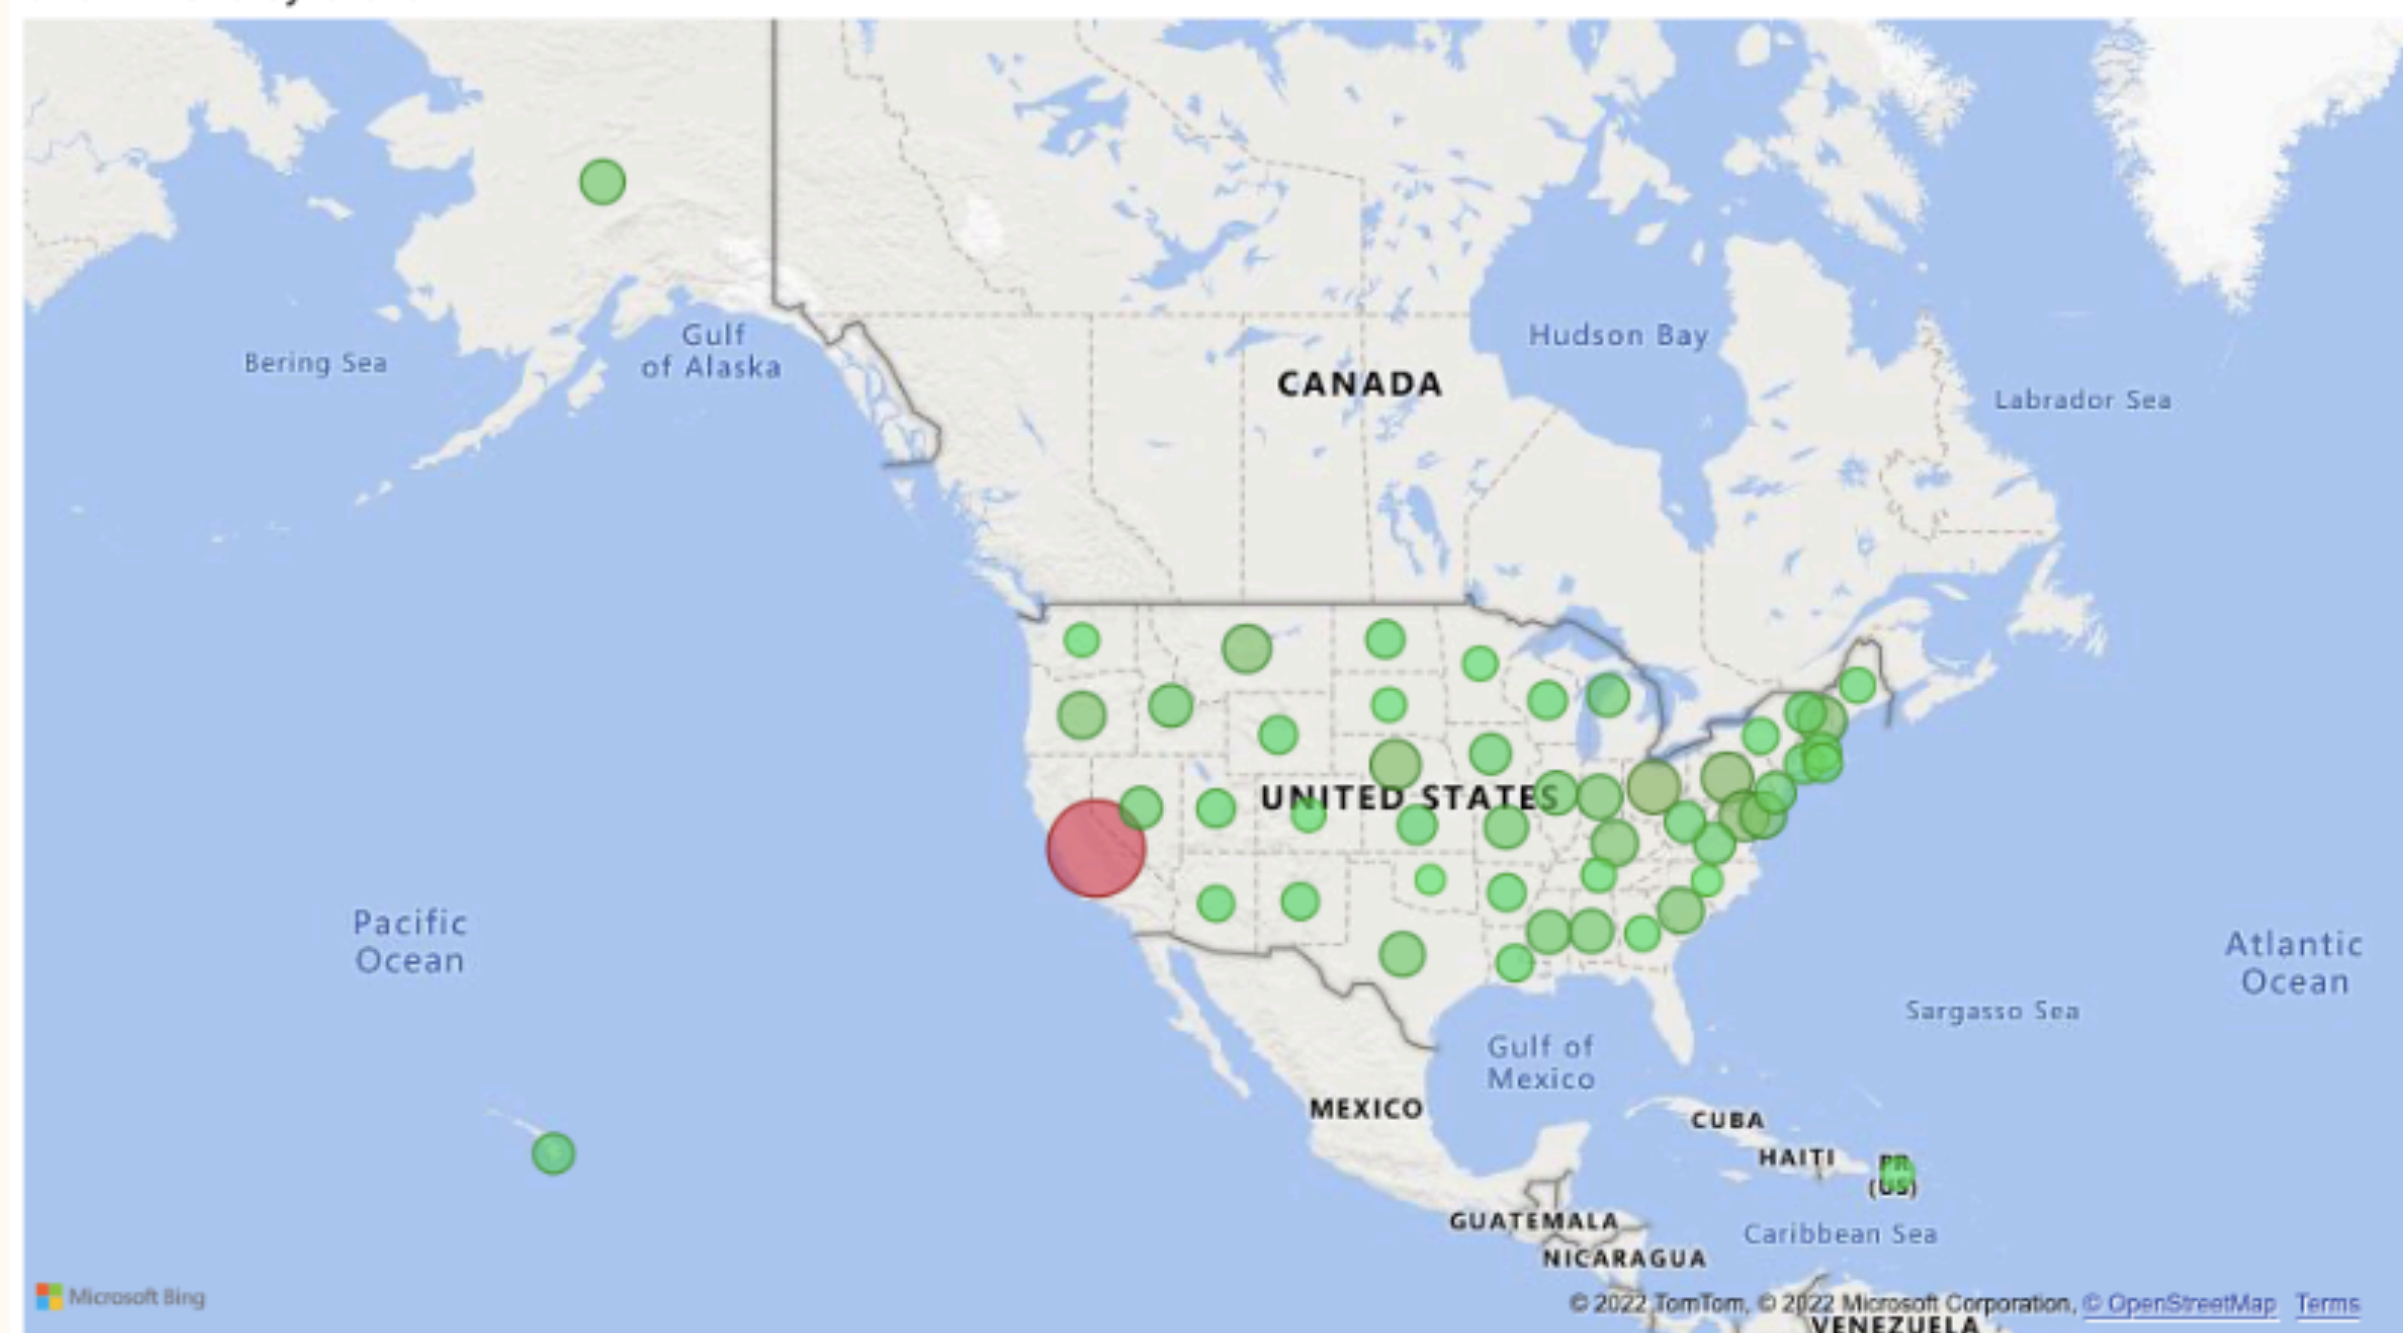 Gulf
of Alaska
Bering Sea
Hudson Bay
CANADA
Labrador Sea
UNITED STATES
Pacific
Ocean
Atlantic
Ocean
Sargasso Sea
Gulf of
Mexico
MEXICO
CUBA
HAITI
PR
(US)
GUATEMALA
Caribbean Sea
NICARAGUA
Microsoft Bing
© 2022 TomTom, © 2022 Microsoft Corporation, © OpenStreetMap Terms
VENEZUELA